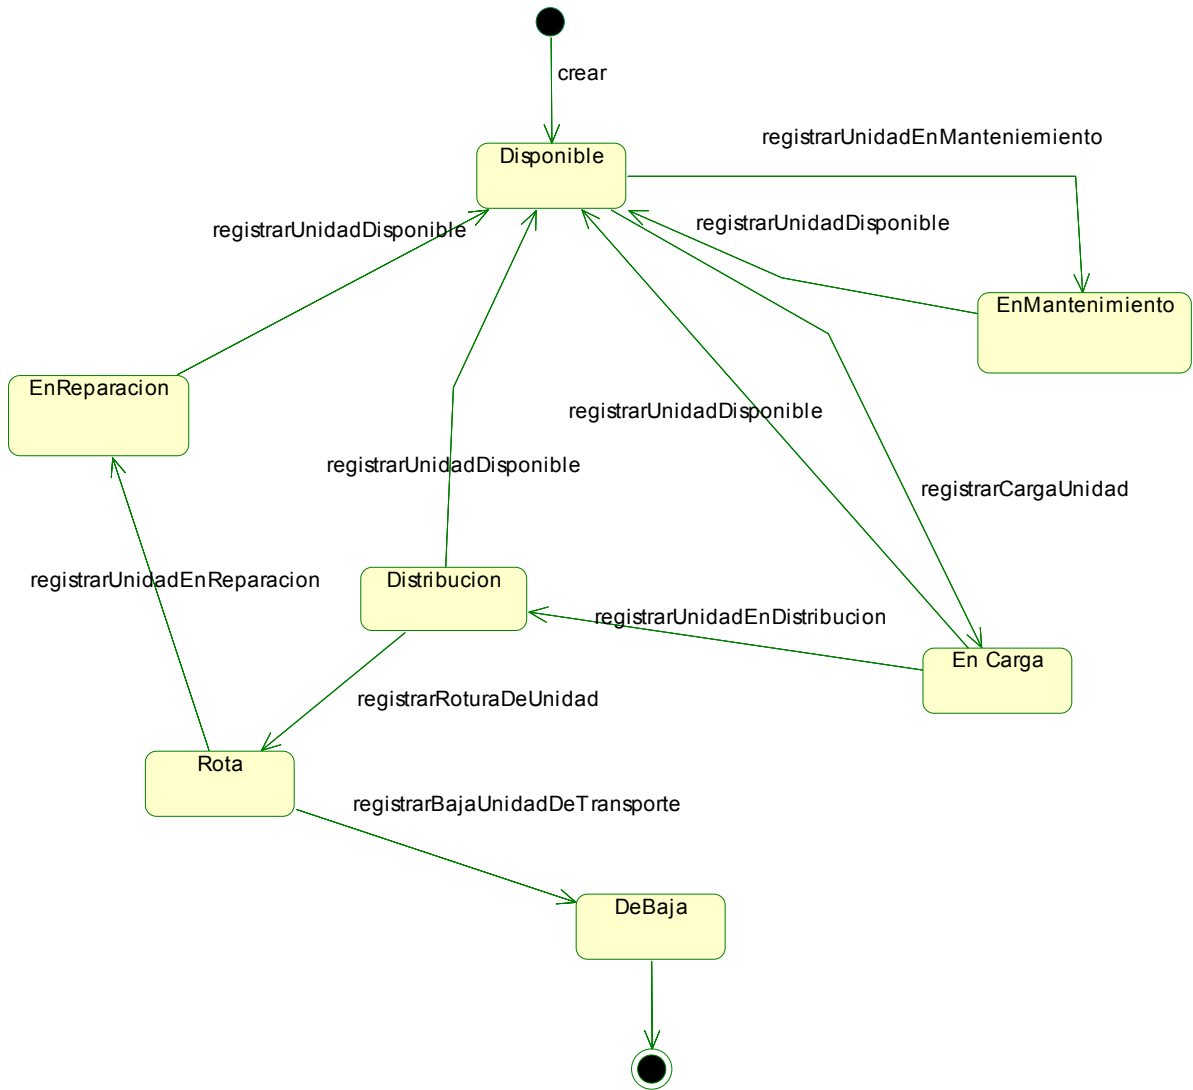 crear
registrarUnidadEnManteniemiento
Disponible
registrarUnidadDisponible
registrarUnidadDisponible
EnMantenimiento
EnReparacion
registrarUnidadDisponible
registrarUnidadDisponible
registrarCargaUnidad
registrarUnidadEnReparacion
Distribucion
registrarUnidadEnDistribucion
En Carga
registrarRoturaDeUnidad
Rota
registrarBajaUnidadDeTransporte
DeBaja